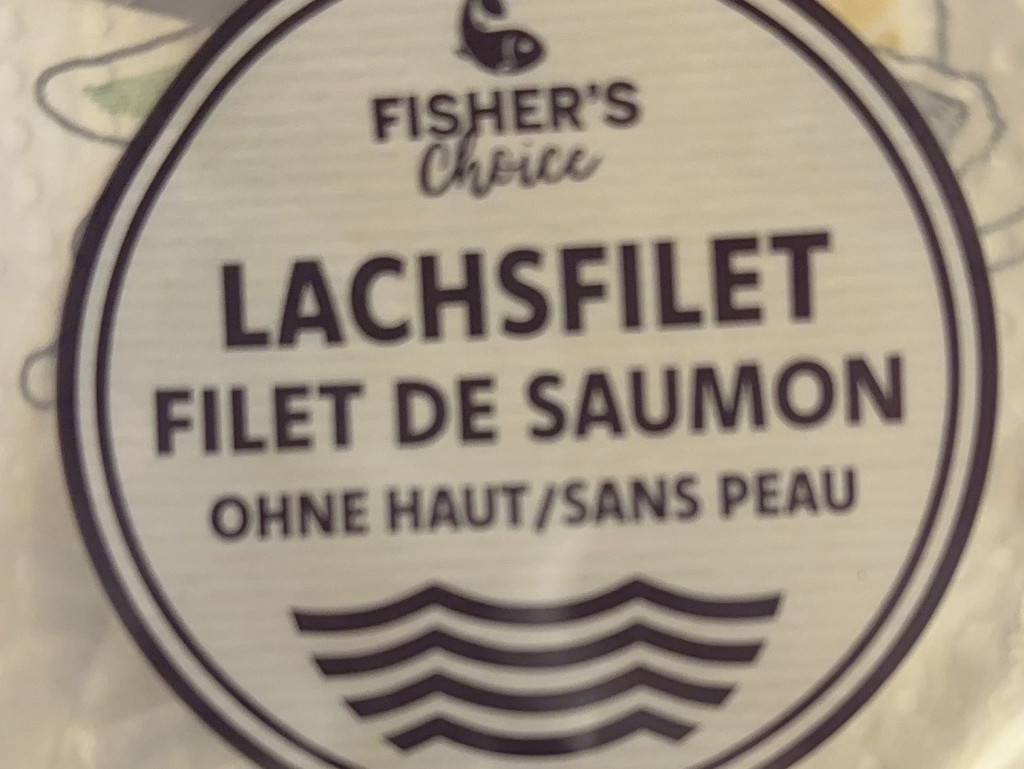 FISHER'S
Choice
LACHSFILET
FILET DE SAUMON
OHNE HAUT/SANS PEAU